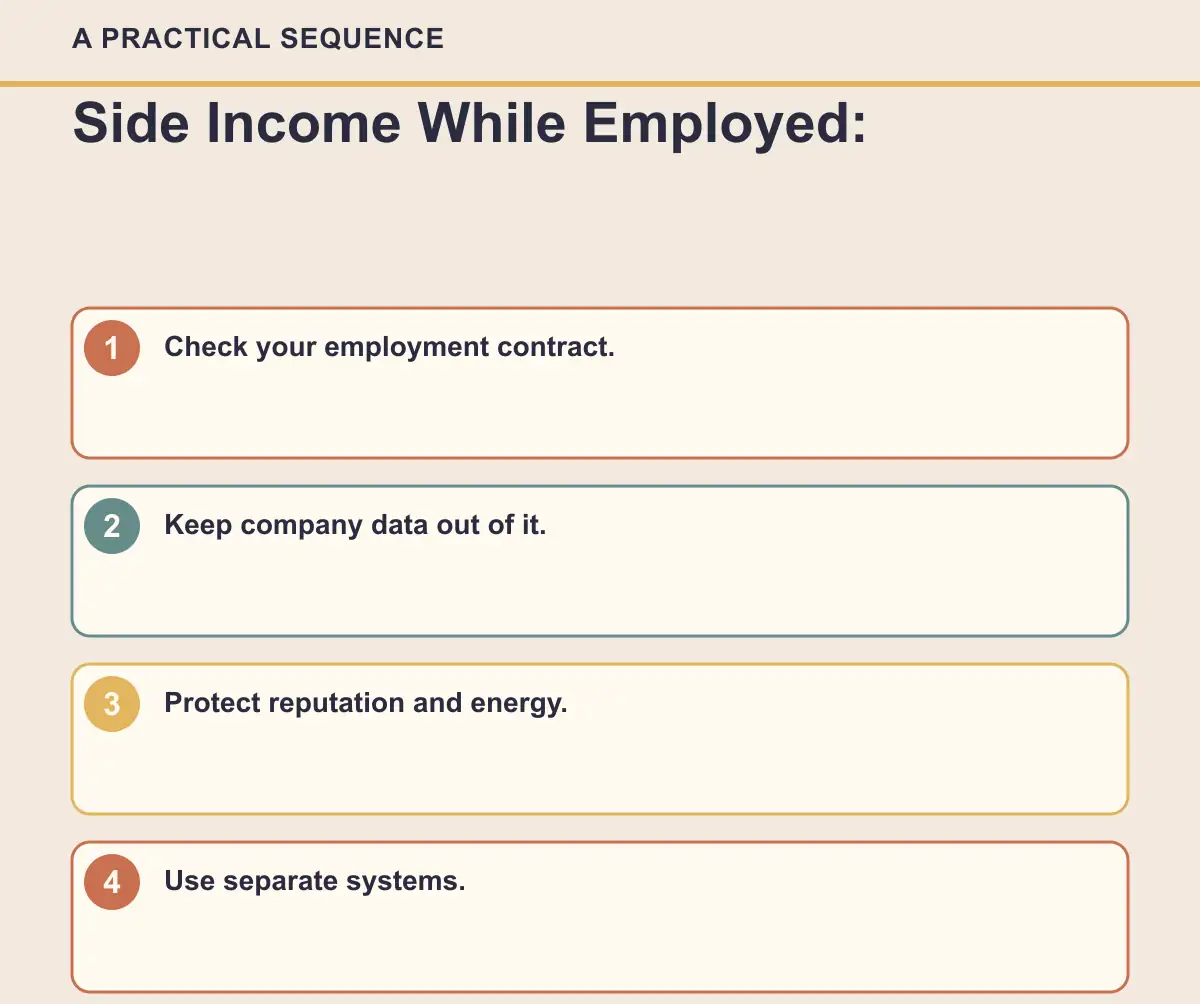 A PRACTICAL SEQUENCE
Side Income While Employed:
1 Check your employment contract.
2 Keep company data out of it.
3 Protect reputation and energy.
4 Use separate systems.